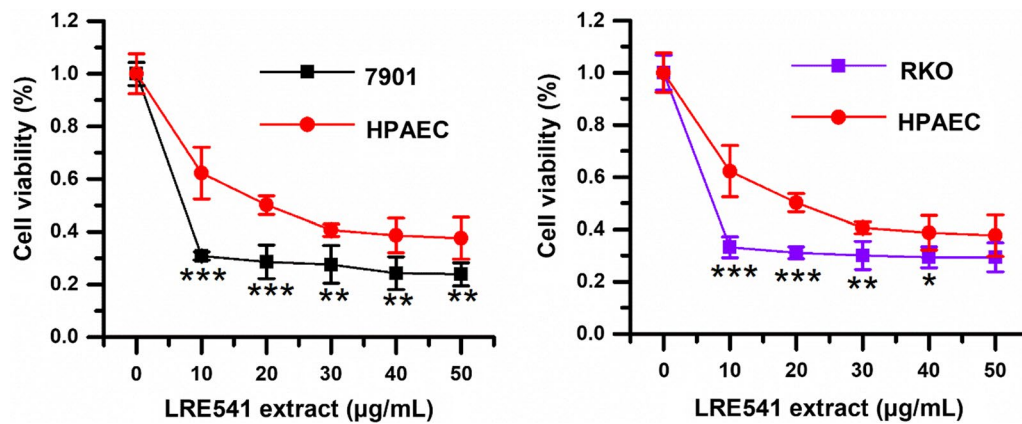 1.2
1.0
0.8
0.6
0.4
0.2
0.0
Cell viability (%)
7901
HPAEC
***
***
**
**
**
0 10 20 30 40 50
LRE541 extract (µg/mL)
1.2
1.0
0.8
0.6
0.4
0.2
0.0
Cell viability (%)
RKO
HPAEC
***
***
**
*
0 10 20 30 40 50
LRE541 extract (µg/mL)